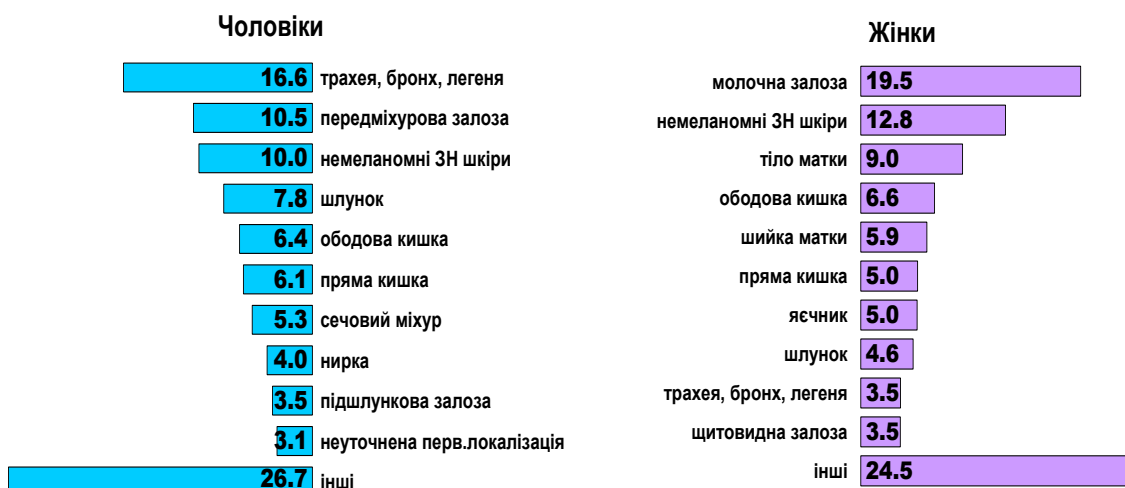 Чоловіки
16.6 трахея, бронх, легеня
10.5 передміхурова залоза
10.0 немеланомні ЗН шкіри
7.8 шлунок
6.4 ободова кишка
6.1 пряма кишка
5.3 сечовий міхур
4.0 нирка
3.5 підшлункова залоза
3.1 неуточнена перв.локалізація
26.7 інші
Жінки
молочна залоза 19.5
немеланомні ЗН шкіри 12.8
тіло матки 9.0
ободова кишка 6.6
шийка матки 5.9
пряма кишка 5.0
яєчник 5.0
шлунок 4.6
трахея, бронх, легеня 3.5
щитовидна залоза 3.5
інші 24.5